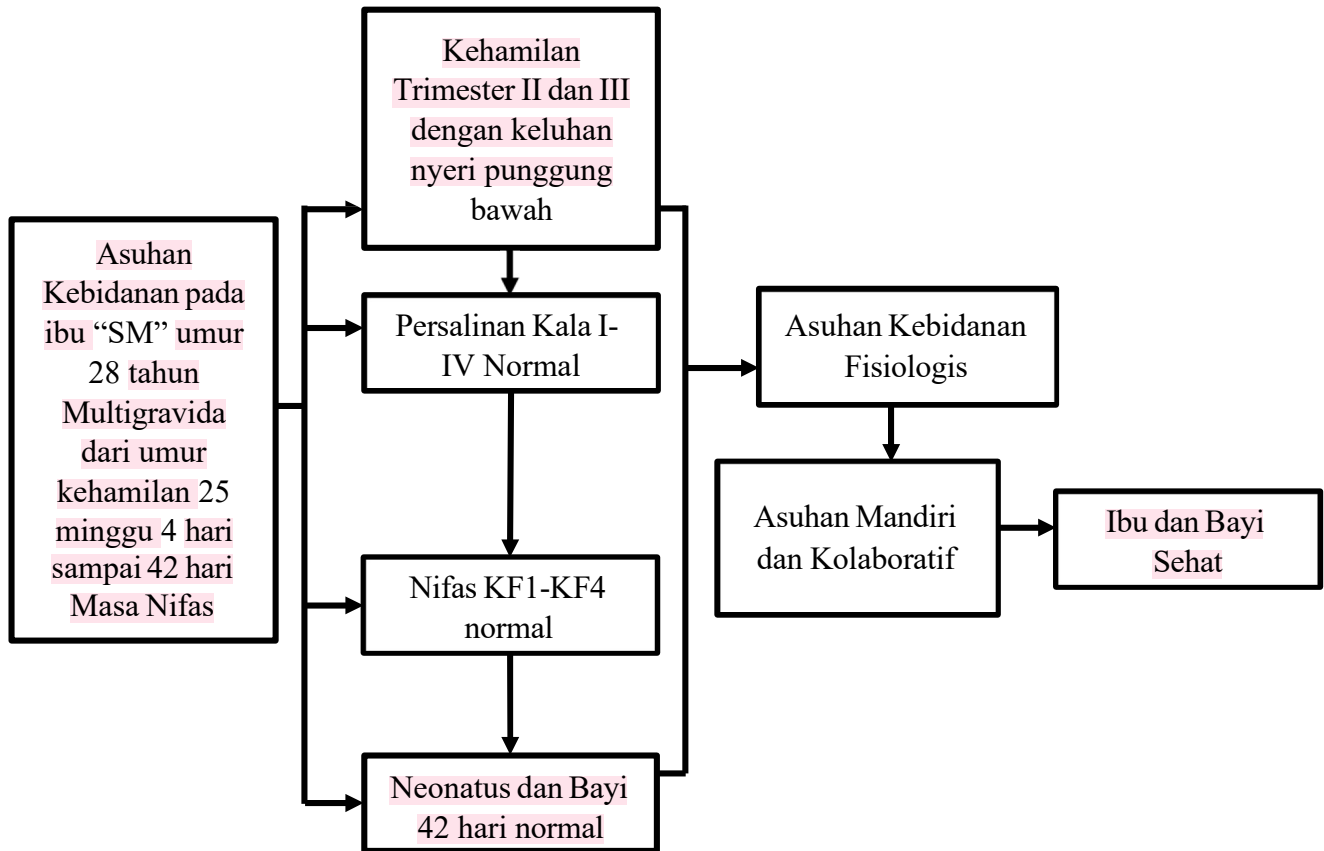 Kehamilan
Trimester II dan III
dengan keluhan
nyeri punggung
bawah
Asuhan
Kebidanan pada
ibu “SM” umur
28 tahun
Multigravida
dari umur
kehamilan 25
minggu 4 hari
sampai 42 hari
Masa Nifas
Persalinan Kala I-
IV Normal
Nifas KF1-KF4
normal
Neonatus dan Bayi
42 hari normal
Asuhan Kebidanan
Fisiologis
Asuhan Mandiri
dan Kolaboratif
Ibu dan Bayi
Sehat